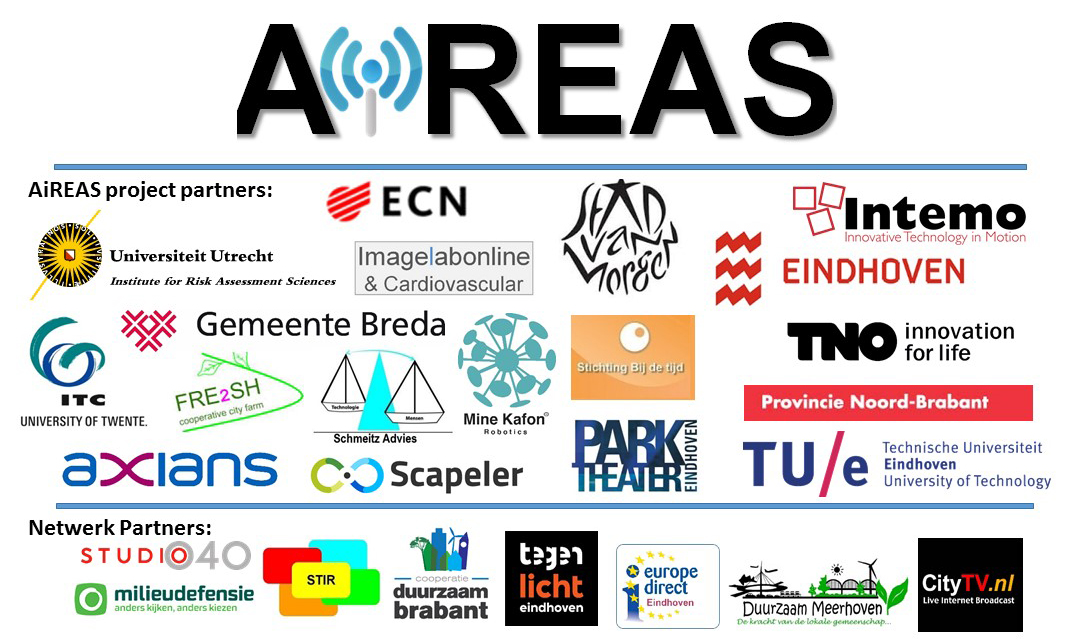 AiREAS
AiREAS project partners:
ECN
STAD
van
Morgen
Intemo
Innovative Technology in Motion
Universiteit Utrecht
Institute for Risk Assessment Sciences
Imagelabonline
& Cardiovascular
EINDHOVEN
Gemeente Breda
ITC
UNIVERSITY OF TWENTE.
FRE2SH
cooperative city farm
Technologie
Mensen
Schmeitz Advies
Mine Kafon
Robotics
Stichting Bij de tijd
TNO innovation
for life
Provincie Noord-Brabant
axians
Scapeler
PARK
THEATER
EINDHOVEN
TU/e
Technische Universiteit
Eindhoven
University of Technology
Netwerk Partners:
STUDIO040
milieudefensie
anders kijken, anders kiezen
STIR
cooperatie
duurzaam
brabant
tegen
licht
eindhoven
europe
direct
Eindhoven
Duurzaam Meerhoven
De kracht van de lokale gemeenschap...
CityTV.nl
Live Internet Broadcast